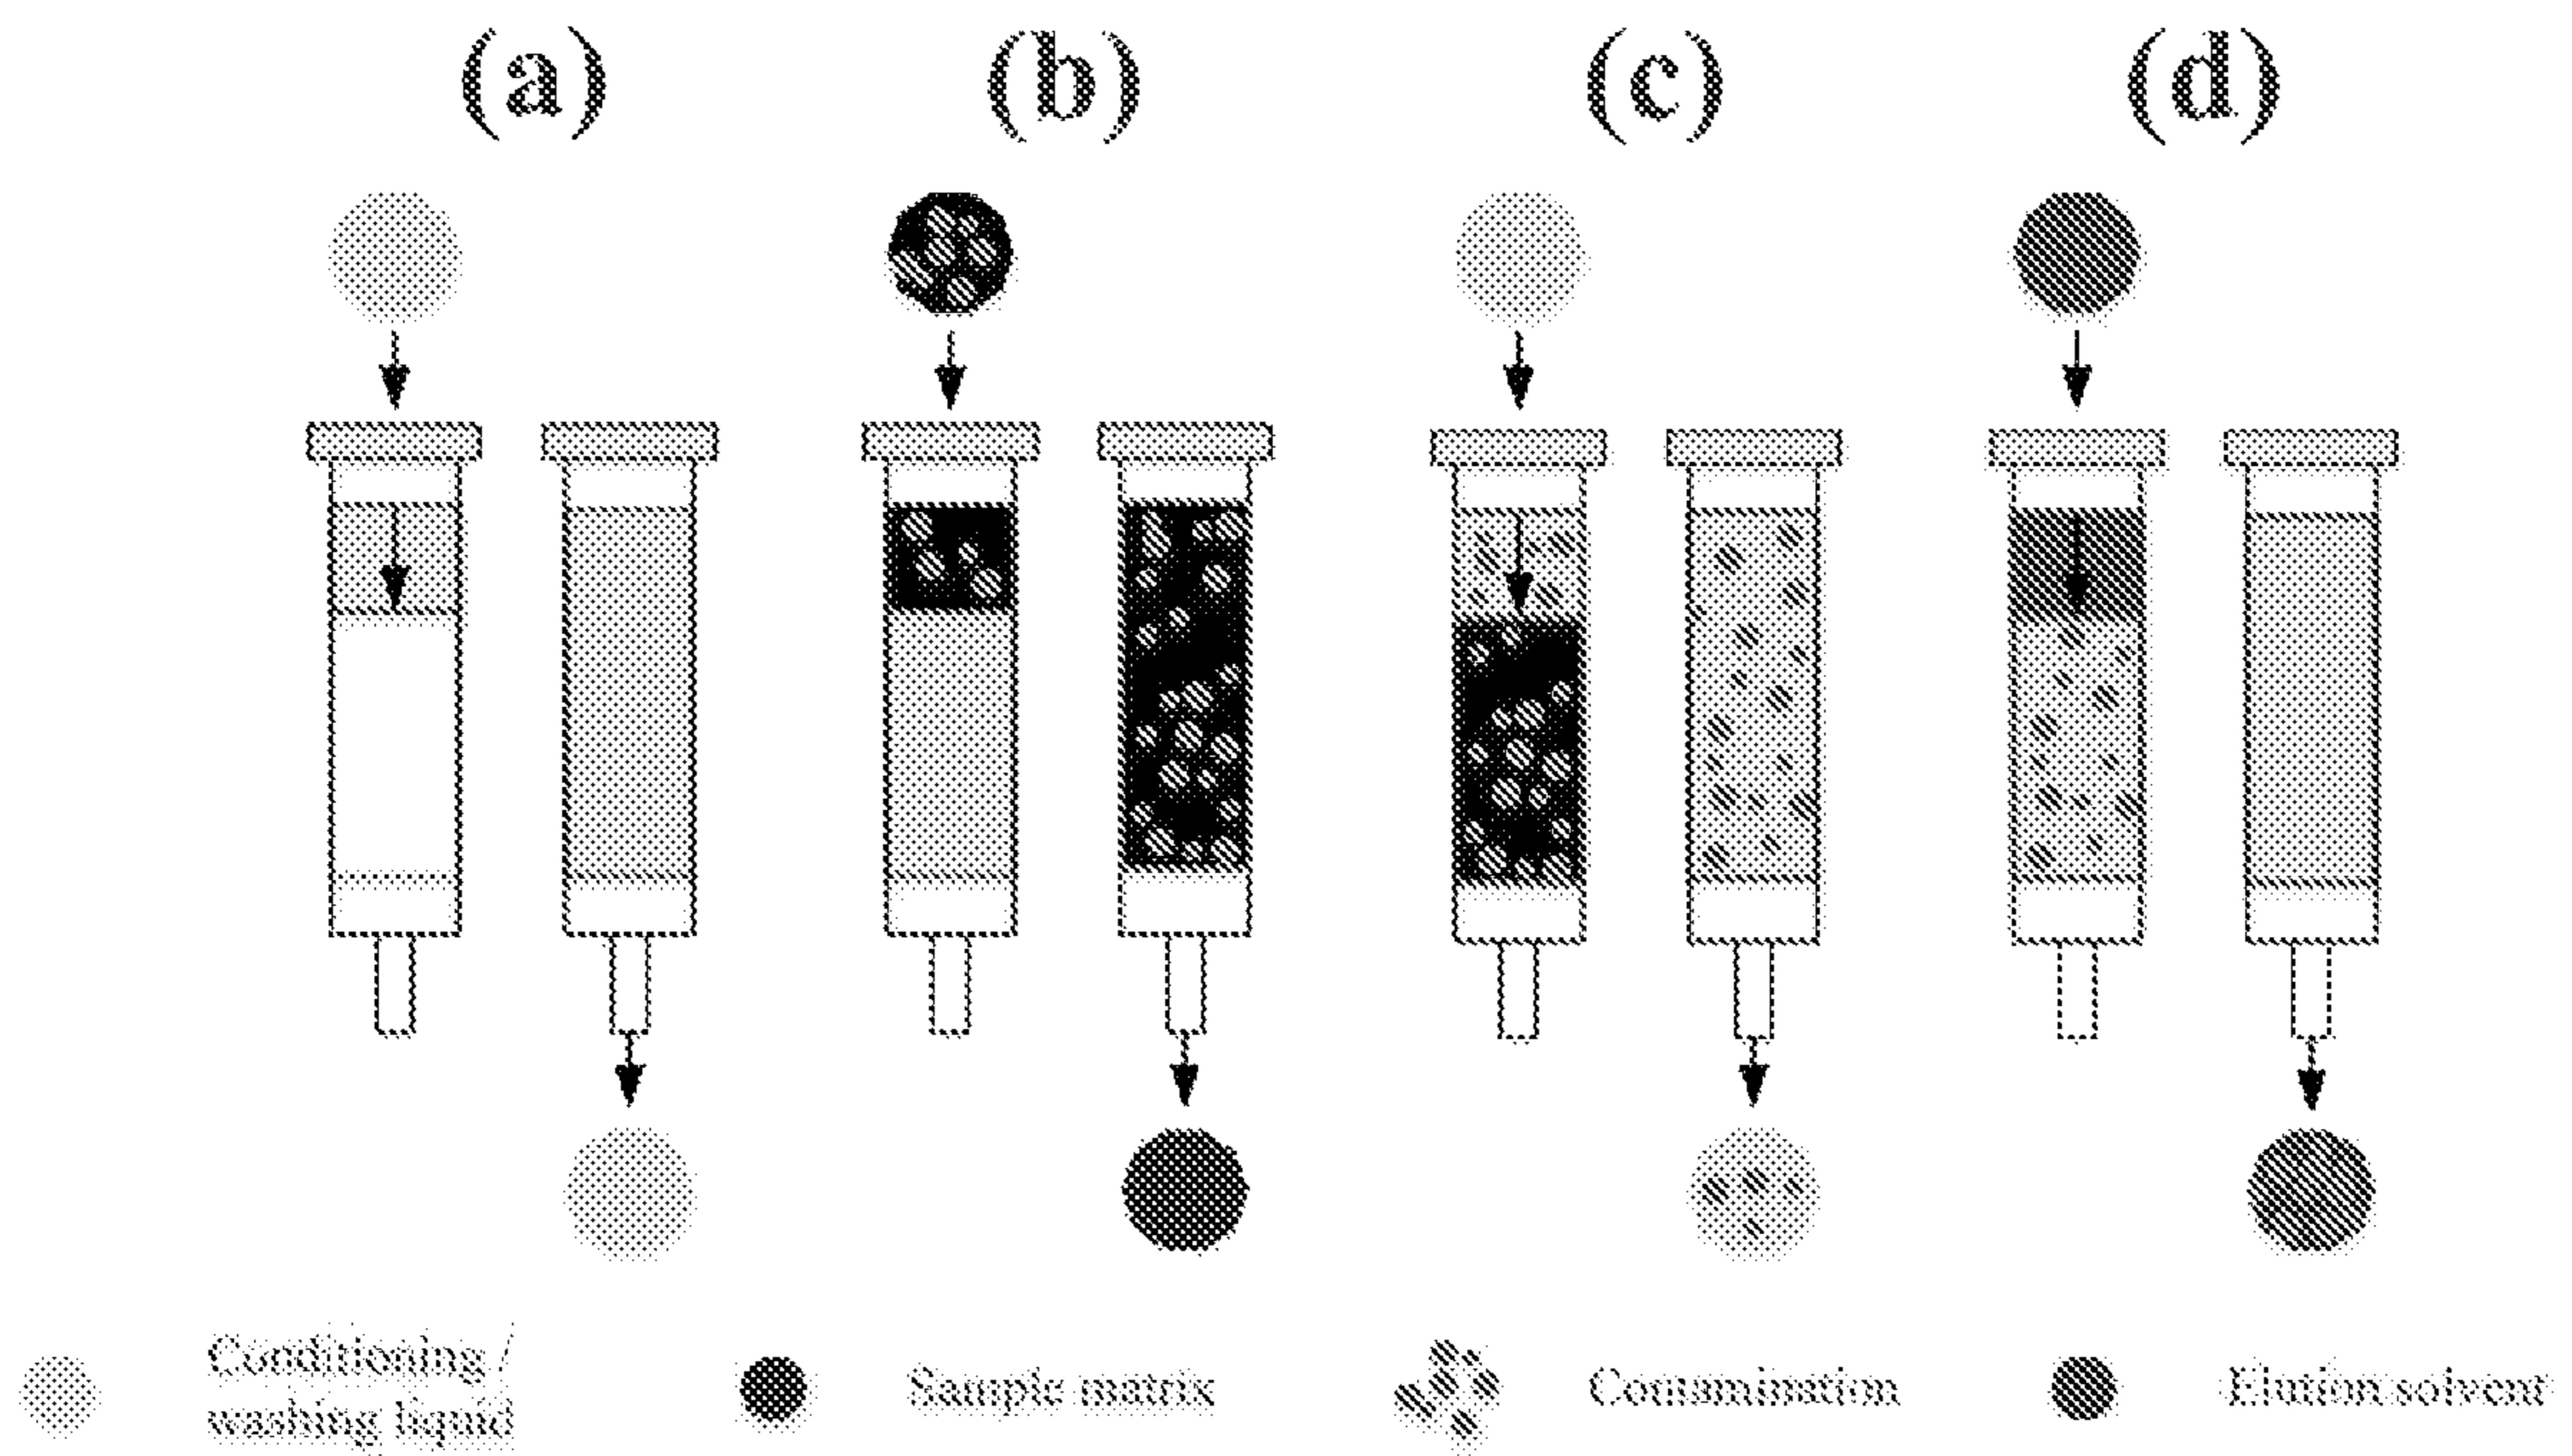 (a)
(b)
(c)
(d)
Conditioning /
washing liquid
Sample matrix
Contamination
Elution solvent